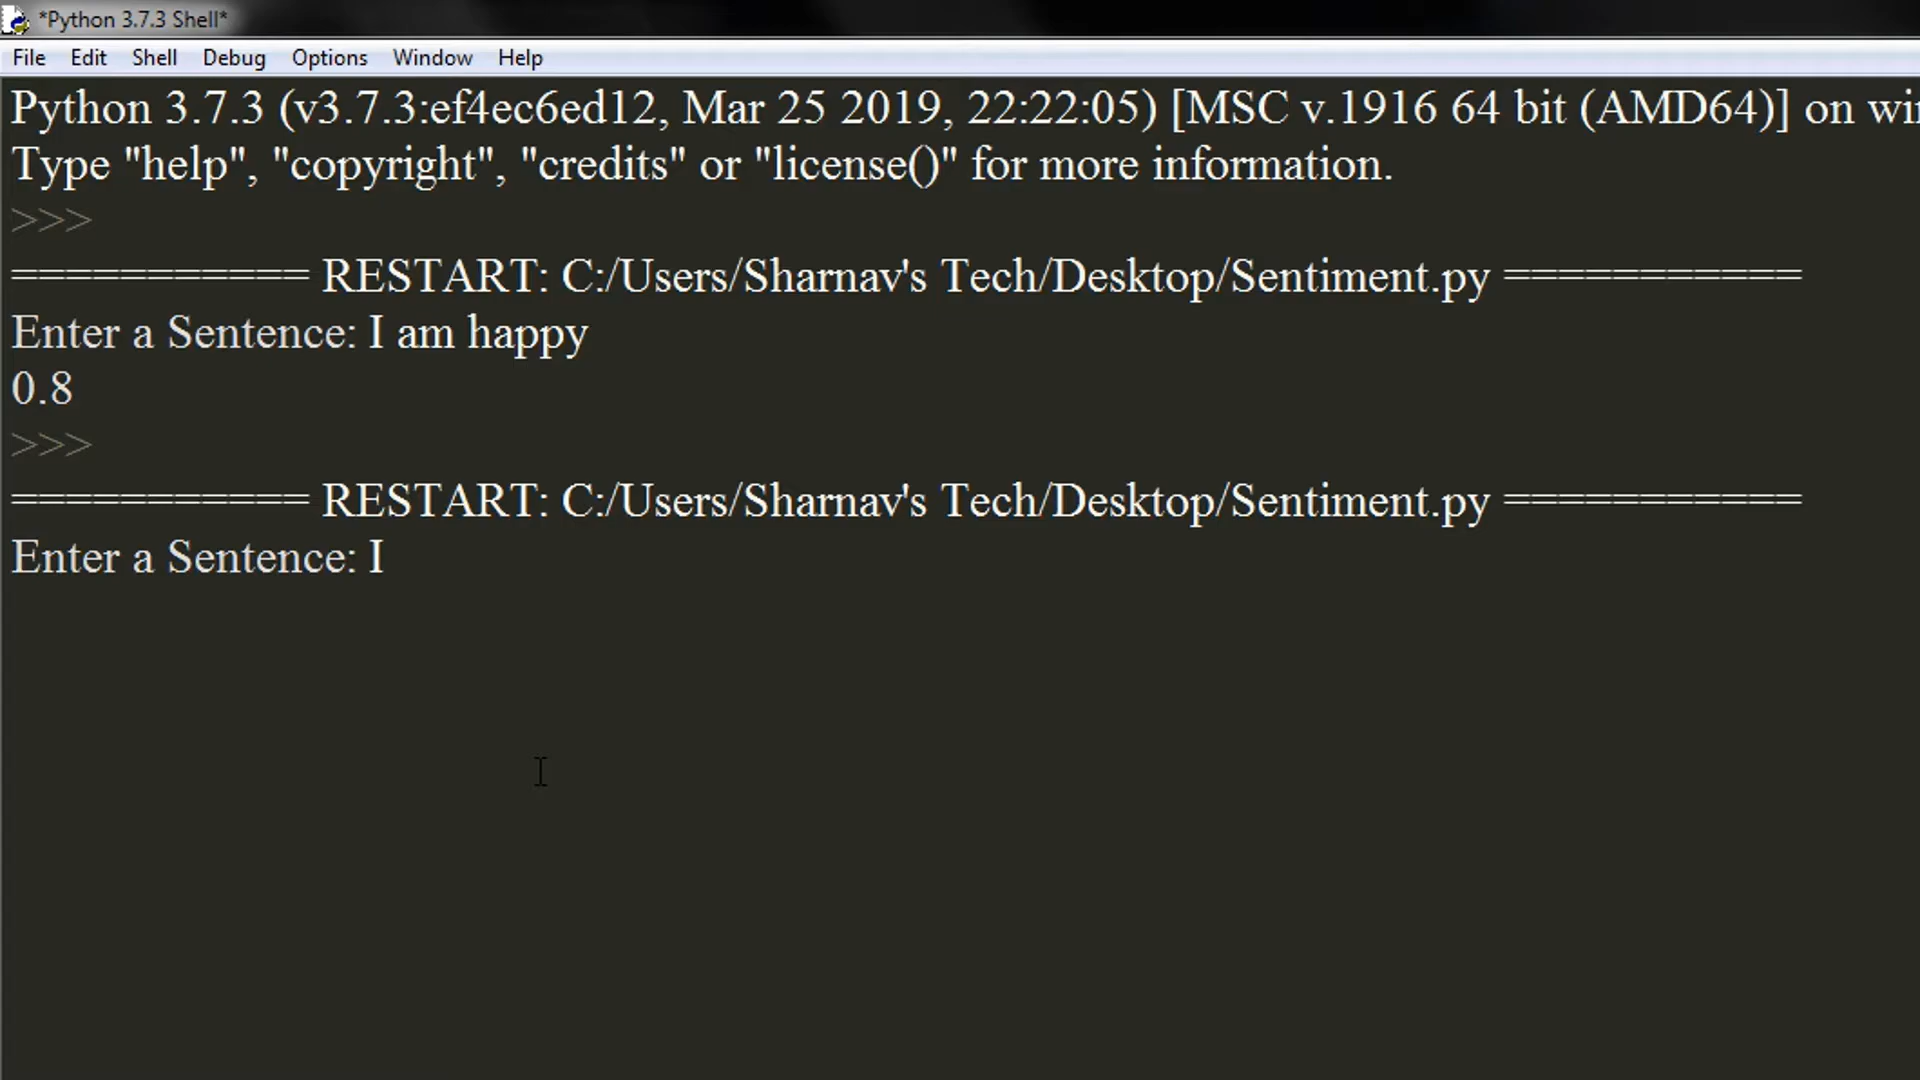 *Python 3.7.3 Shell*
File Edit Shell Debug Options Window Help
Python 3.7.3 (v3.7.3:ef4ec6ed12, Mar 25 2019, 22:22:05) [MSC v.1916 64 bit (AMD64)] on
Type "help", "copyright", "credits" or "license()" for more information.
>>>
=========== RESTART: C:/Users/Sharnav's Tech/Desktop/Sentiment.py ===========
Enter a Sentence: I am happy
0.8
>>>
=========== RESTART: C:/Users/Sharnav's Tech/Desktop/Sentiment.py ===========
Enter a Sentence: I